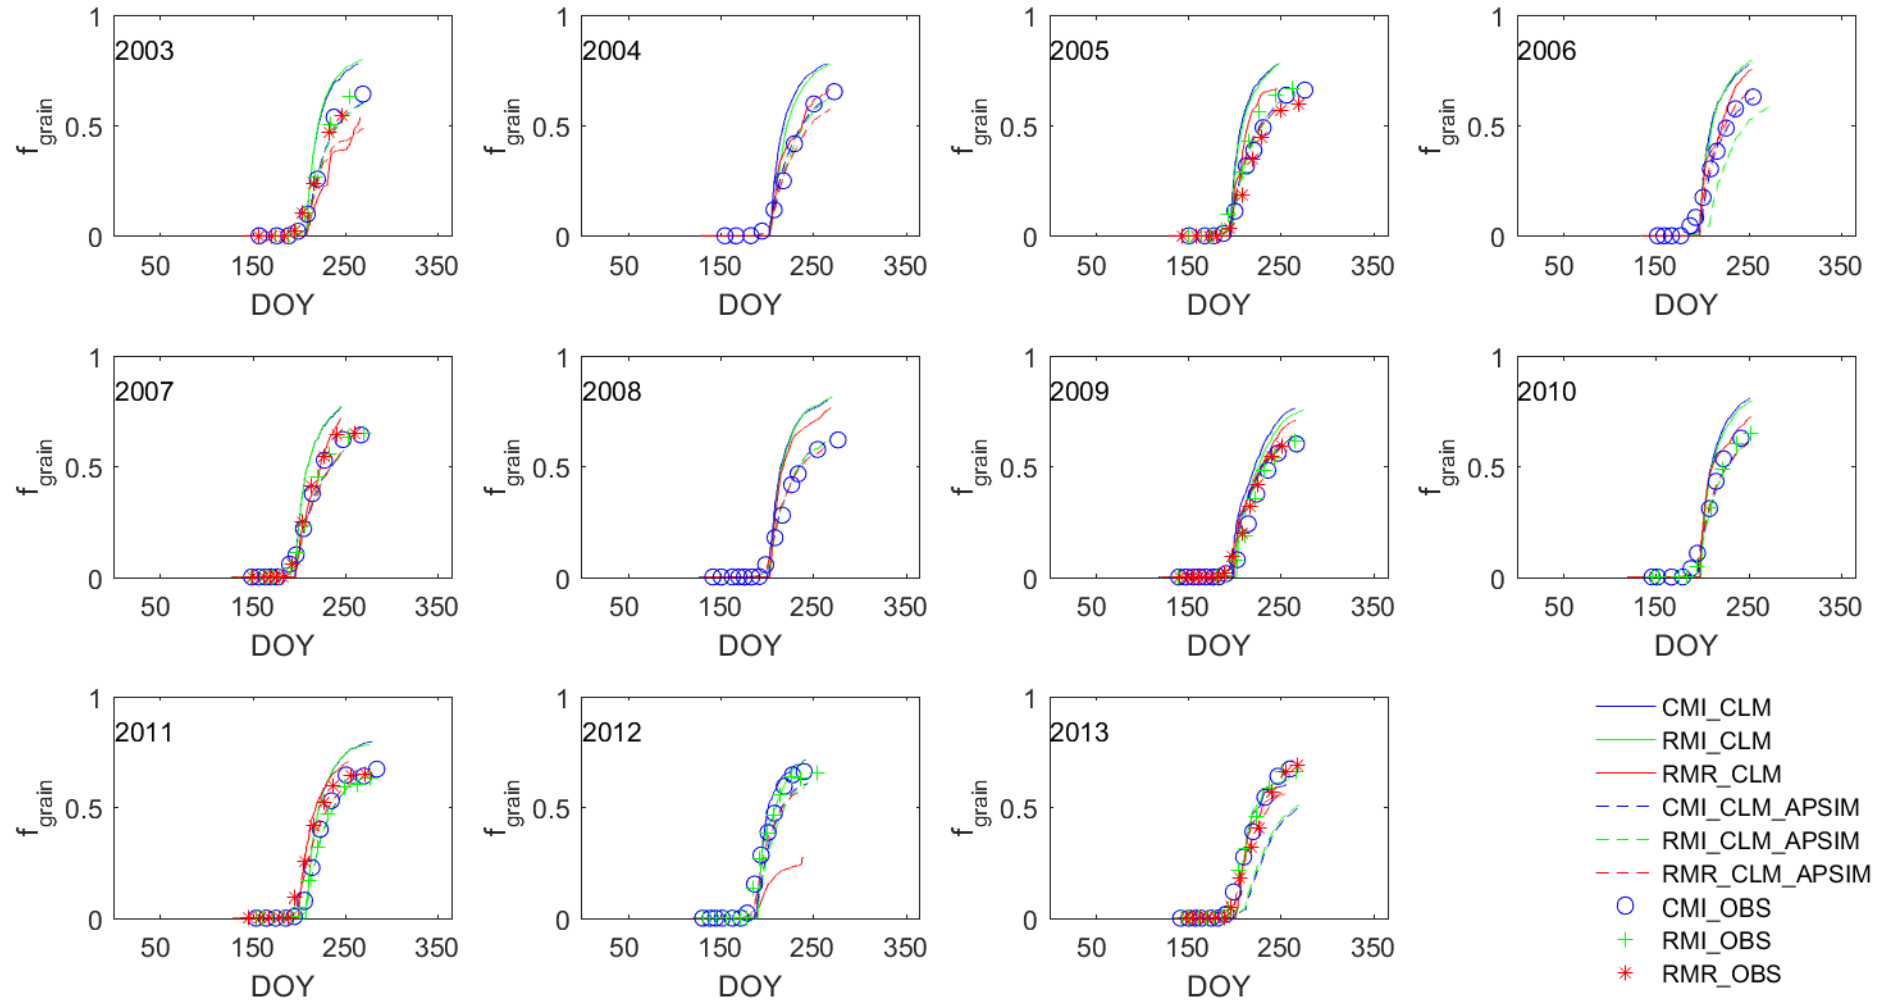 1
2003
f_grain
0.5
0
50
150
250
350
DOY
1
2004
f_grain
0.5
0
50
150
250
350
DOY
1
2005
f_grain
0.5
0
50
150
250
350
DOY
1
2006
f_grain
0.5
0
50
150
250
350
DOY
1
2007
f_grain
0.5
0
50
150
250
350
DOY
1
2008
f_grain
0.5
0
50
150
250
350
DOY
1
2009
f_grain
0.5
0
50
150
250
350
DOY
1
2010
f_grain
0.5
0
50
150
250
350
DOY
1
2011
f_grain
0.5
0
50
150
250
350
DOY
1
2012
f_grain
0.5
0
50
150
250
350
DOY
1
2013
f_grain
0.5
0
50
150
250
350
DOY
CMI_CLM
RMI_CLM
RMR_CLM
CMI_CLM_APSIM
RMI_CLM_APSIM
RMR_CLM_APSIM
CMI_OBS
RMI_OBS
RMR_OBS